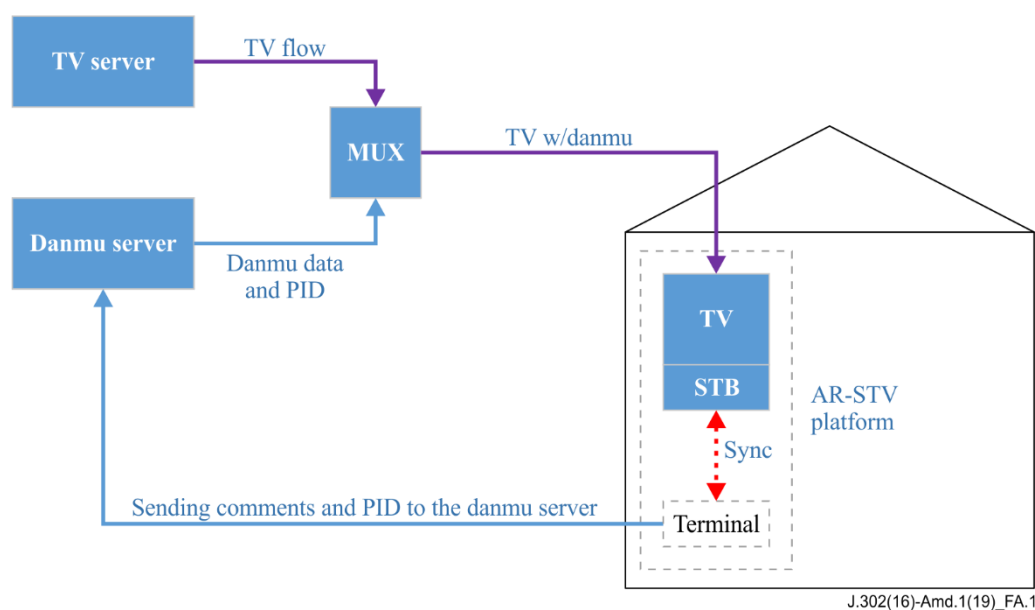 TV server
TV flow
MUX
TV w/danmu
Danmu server
Danmu data
and PID
TV
STB
AR-STV
platform
Sync
Sending comments and PID to the danmu server
Terminal
J.302(16)-Amd.1(19)_FA.1